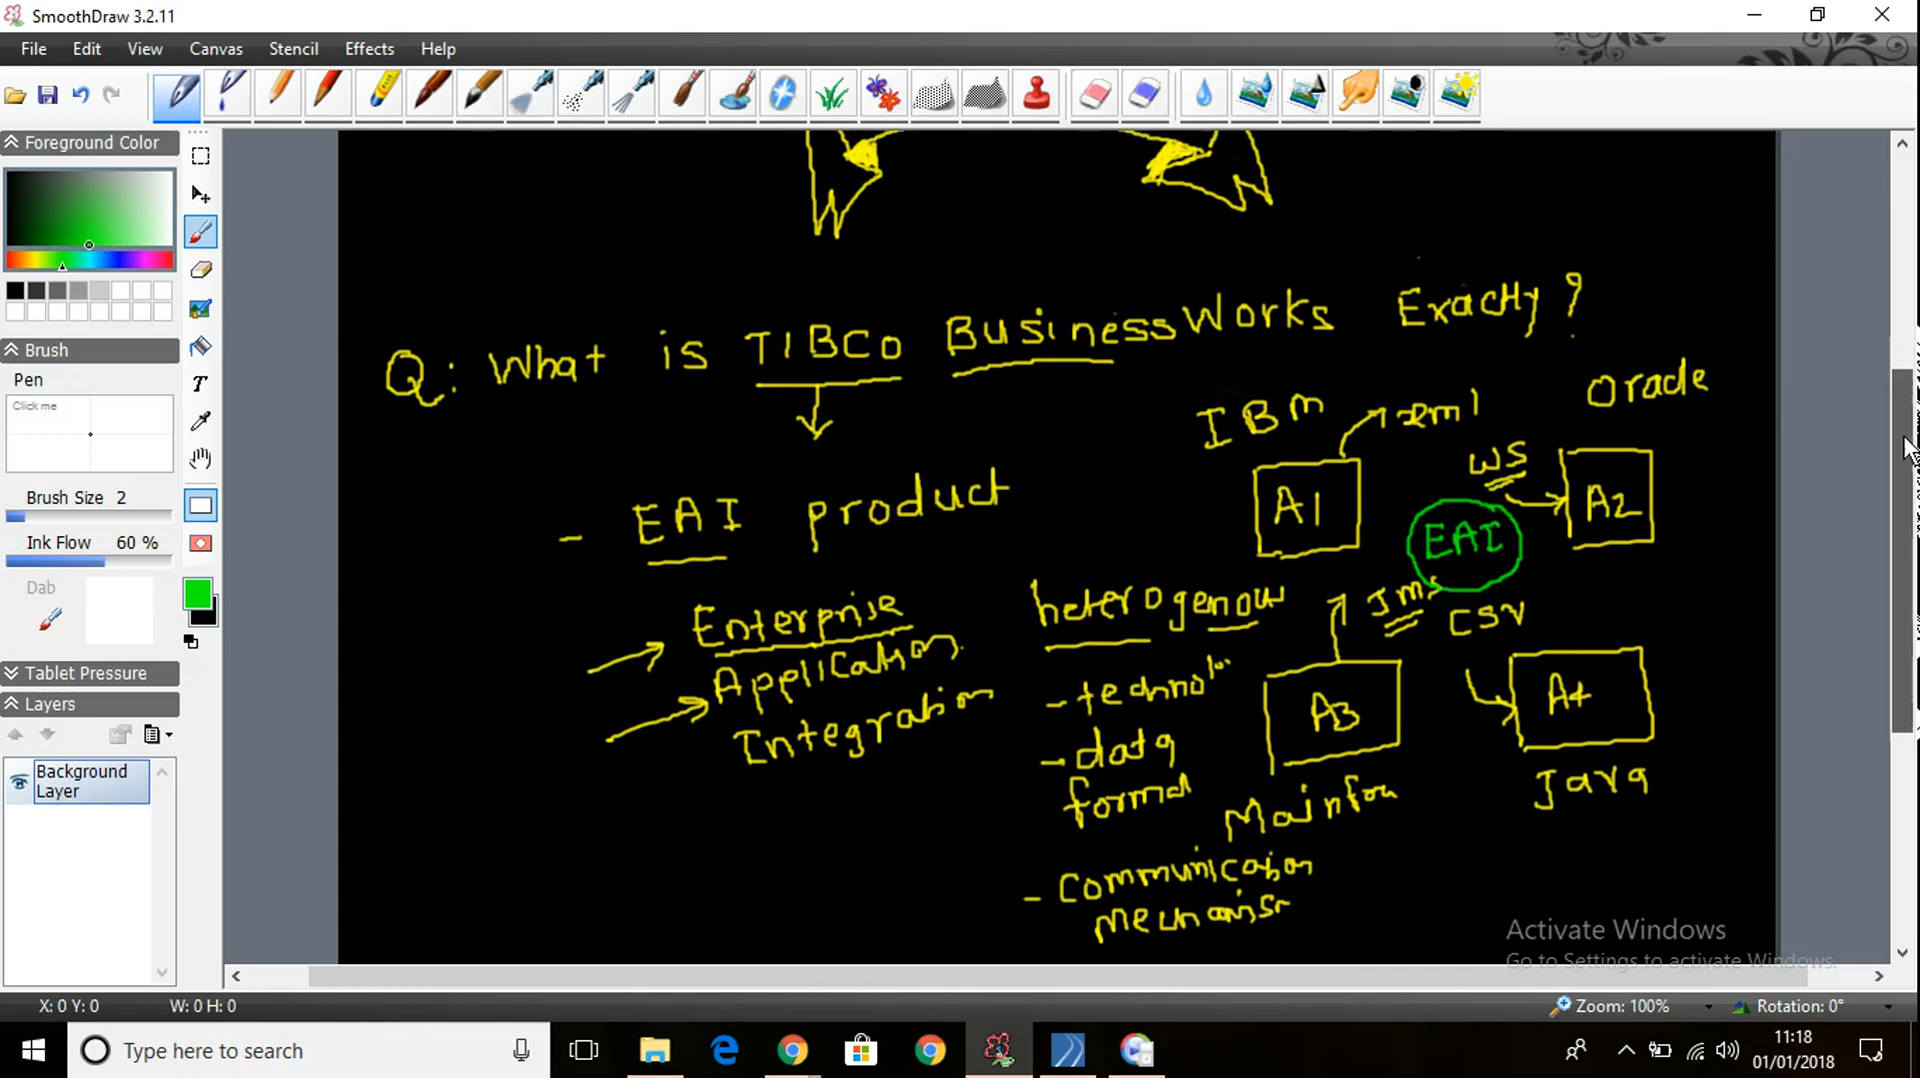 SmoothDraw 3.2.11
File Edit View Canvas Stencil Effects Help
Foreground Color
Brush
Pen
Click me
Brush Size 2
Ink Flow 60 %
Dab
Tablet Pressure
Layers
Background
Layer
Q: What is TIBCO BusinessWorks Exactly?
IBM
xml
Oracle
WS
- EAI product
A1
EAI
A2
Enterprise
Application
Integration
heterogenous
- technol
- data
format
- Communication
mechanism
Jms
CSV
A3
A4
Mainfra
Java
Activate Windows
Go to Settings to activate Windows.
X: 0 Y: 0 W: 0 H: 0
Zoom: 100% Rotation: 0°
Type here to search
11:18
01/01/2018